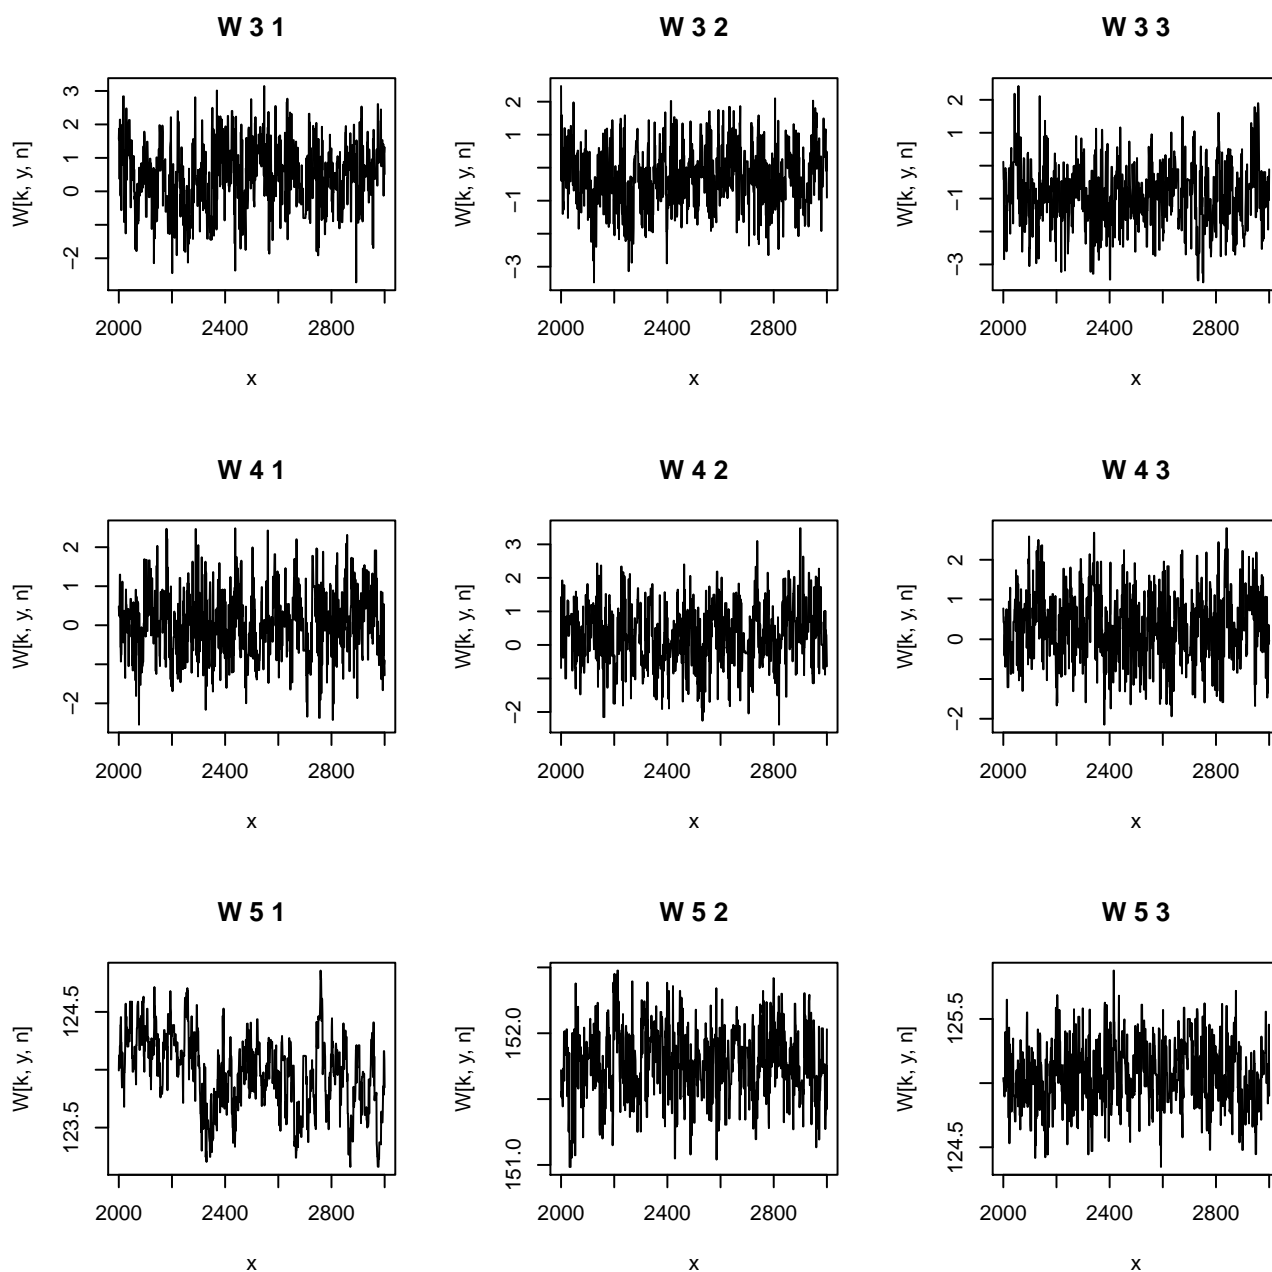 W 3 1
W 3 2
W 3 3
W[k, y, n]
−2
0
1
2
3
2000
2400
2800
x
W[k, y, n]
−3
−1
1
2
2000
2400
2800
x
W[k, y, n]
−3
−1
1
2
2000
2400
2800
x
W 4 1
W 4 2
W 4 3
W[k, y, n]
−2
0
1
2
2000
2400
2800
x
W[k, y, n]
−2
0
1
2
3
2000
2400
2800
x
W[k, y, n]
−2
0
1
2
2000
2400
2800
x
W 5 1
W 5 2
W 5 3
W[k, y, n]
123.5
124.5
2000
2400
2800
x
W[k, y, n]
151.0
152.0
2000
2400
2800
x
W[k, y, n]
124.5
125.5
2000
2400
2800
x